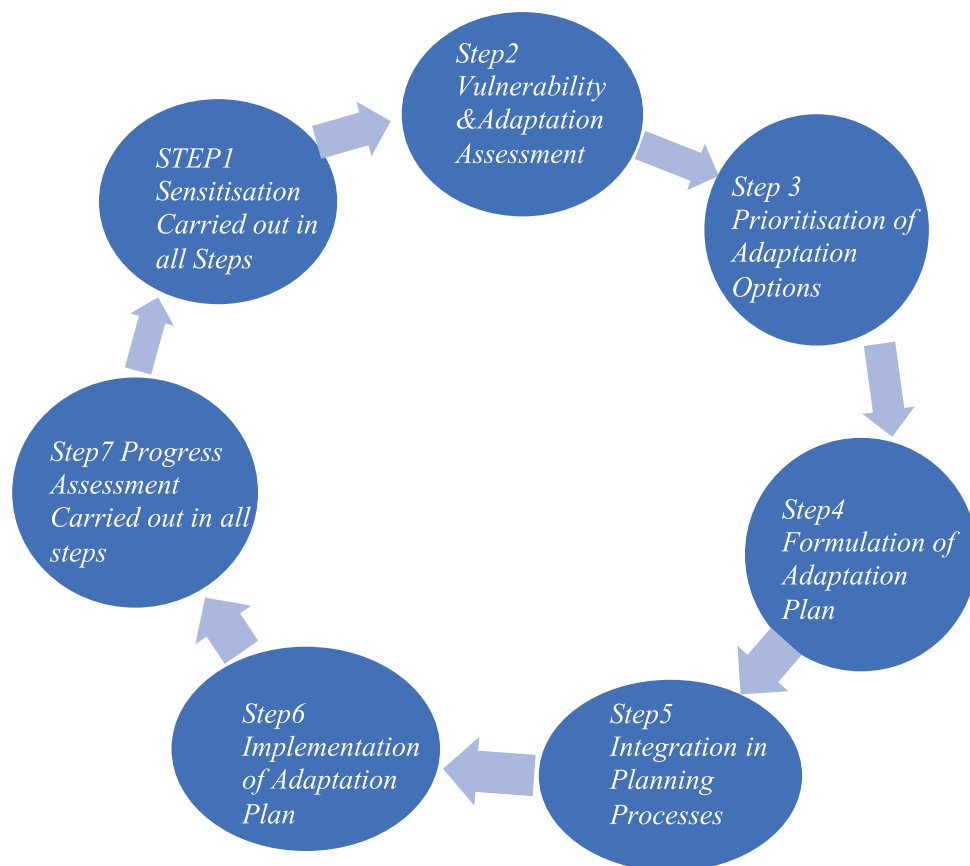 STEP1
Sensitisation
Carried out in
all Steps
Step2
Vulnerability
&Adaptation
Assessment
Step 3
Prioritisation of
Adaptation
Options
Step4
Formulation of
Adaptation
Plan
Step5
Integration in
Planning
Processes
Step6
Implementation
of Adaptation
Plan
Step7 Progress
Assessment
Carried out in all
steps